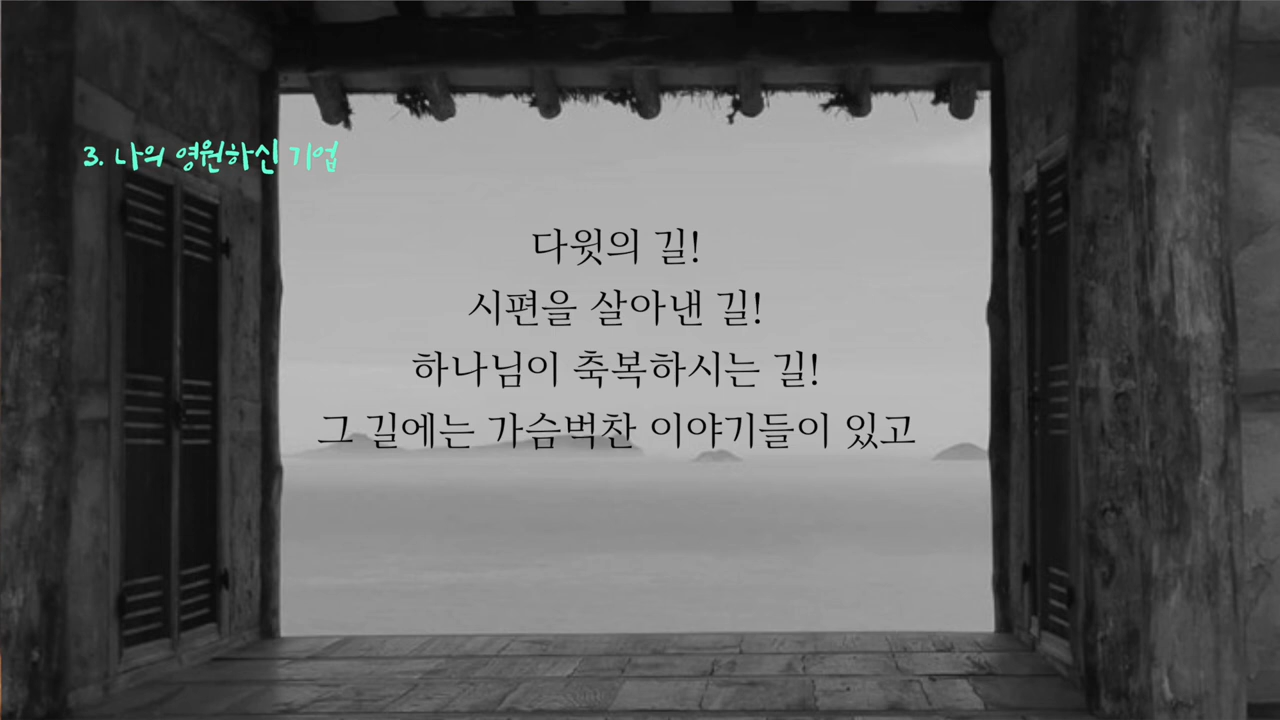 3. 나의 영원하신 기업
다윗의 길!
시편을 살아낸 길!
하나님이 축복하시는 길!
그 길에는 가슴벅찬 이야기들이 있고